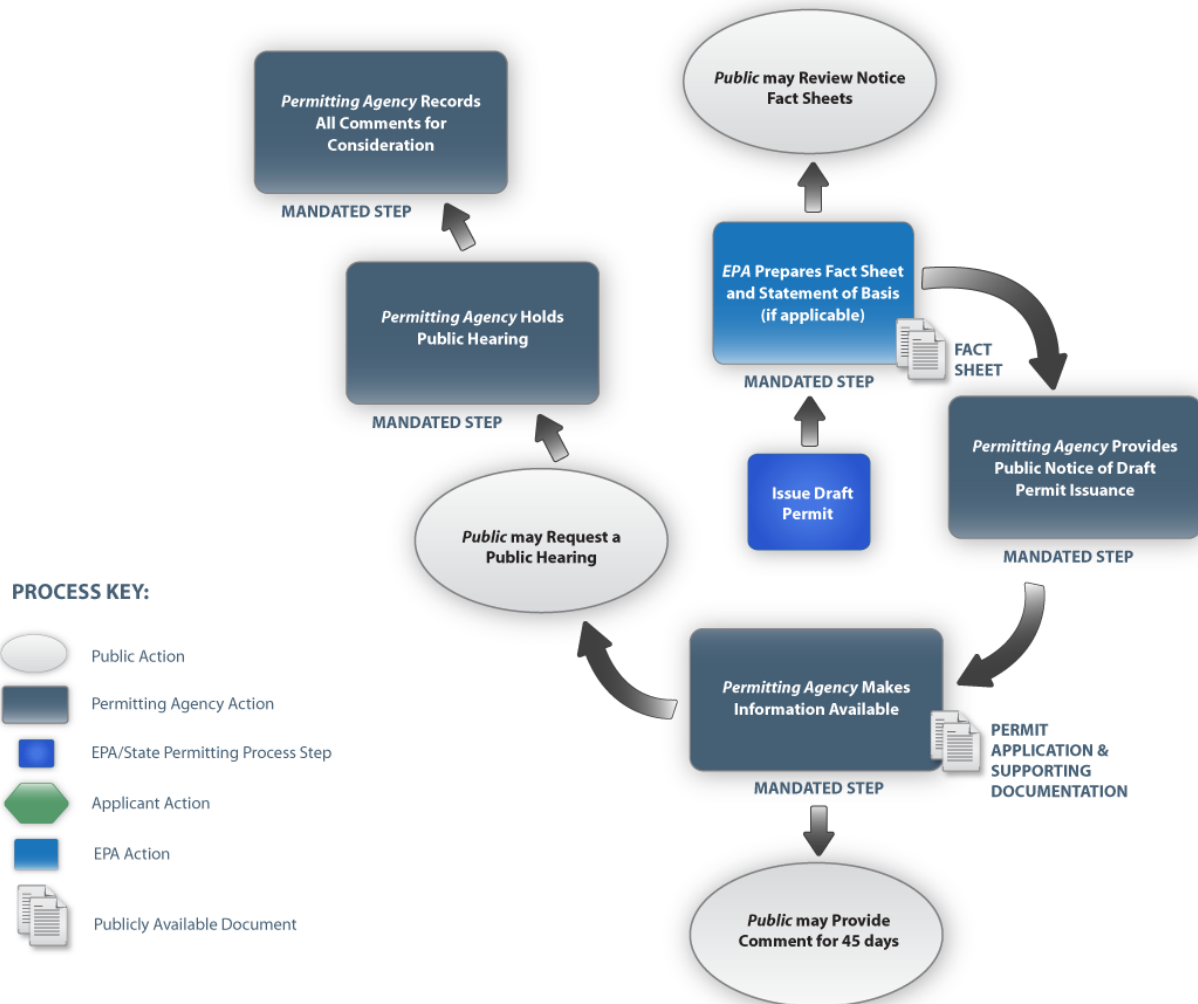 Public may Review Notice
Fact Sheets
Permitting Agency Records
All Comments for
Consideration
MANDATED STEP
EPA Prepares Fact Sheet
and Statement of Basis
(if applicable)
FACT
SHEET
MANDATED STEP
Permitting Agency Holds
Public Hearing
MANDATED STEP
Issue Draft
Permit
Permitting Agency Provides
Public Notice of Draft
Permit Issuance
MANDATED STEP
Public may Request a
Public Hearing
Permitting Agency Makes
Information Available
MANDATED STEP
PERMIT
APPLICATION &
SUPPORTING
DOCUMENTATION
Public may Provide
Comment for 45 days
PROCESS KEY:
Public Action
Permitting Agency Action
EPA/State Permitting Process Step
Applicant Action
EPA Action
Publicly Available Document